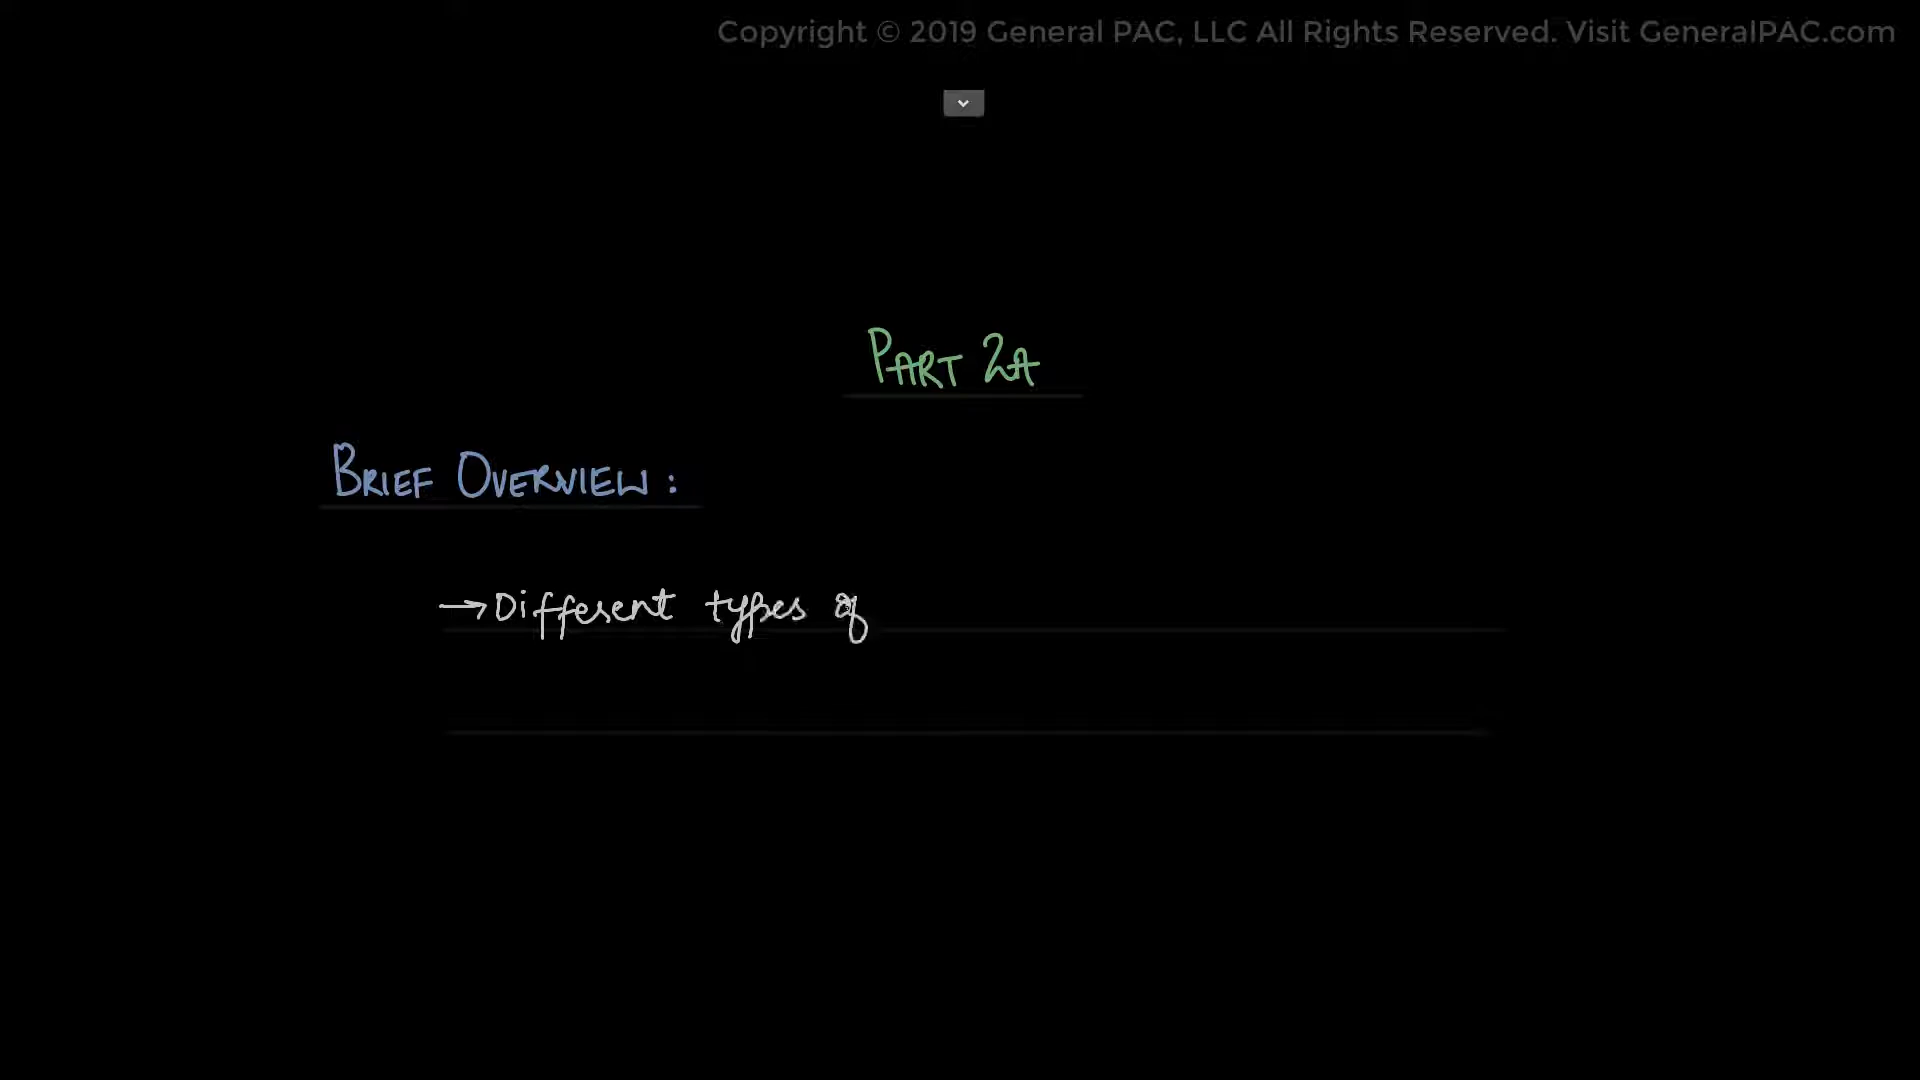 Copyright © 2019 General PAC, LLC All Rights Reserved. Visit GeneralPAC.com
PART 2A
BRIEF OVERVIEW:
→Different types of